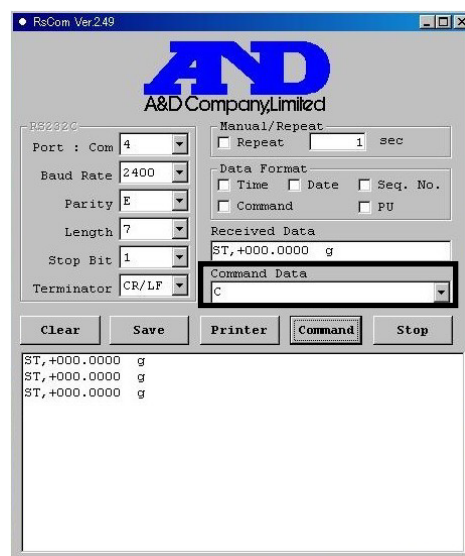 RsCom Ver.2.49
AND
A&D Company,Limited
RS232C
Port : Com 4
Baud Rate 2400
Parity E
Length 7
Stop Bit 1
Terminator CR/LF
Manual/Repeat
Repeat 1 sec
Data Format
Time Date Seq. No.
Command PU
Received Data
ST,+000.0000 g
Command Data
C
Clear Save Printer Command Stop
ST,+000.0000 g
ST,+000.0000 g
ST,+000.0000 g